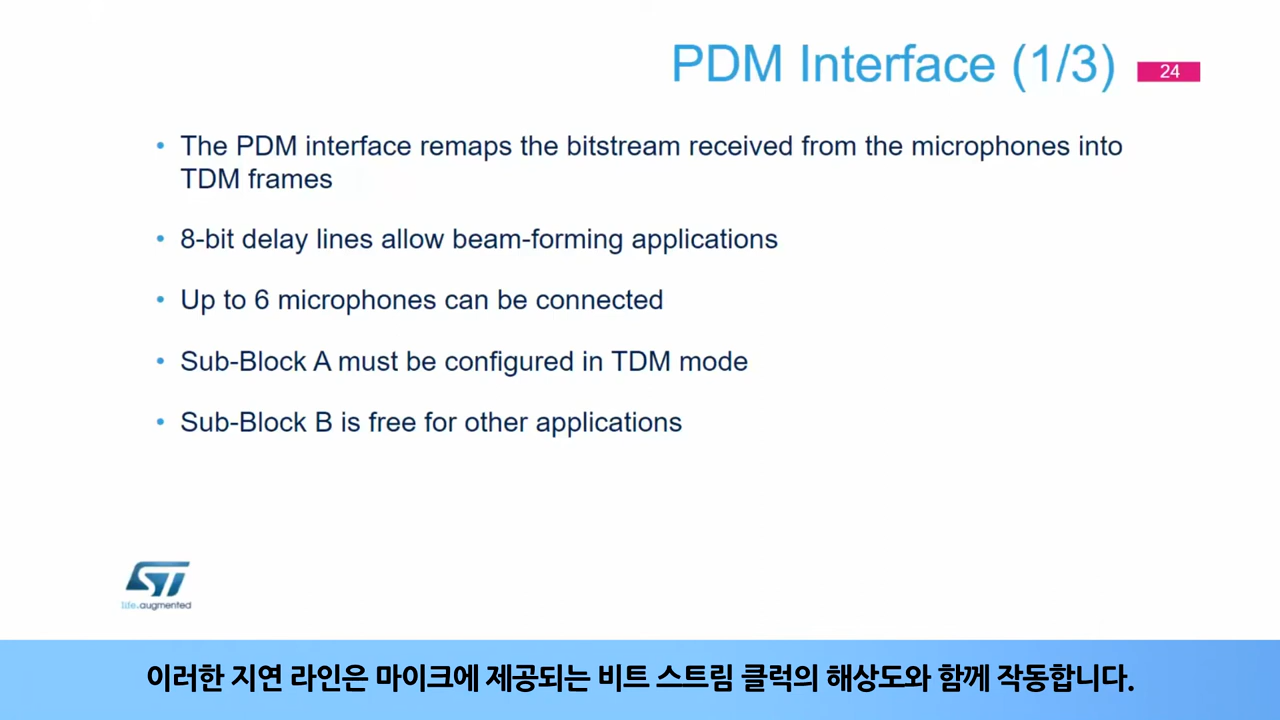 PDM Interface (1/3)
24
• The PDM interface remaps the bitstream received from the microphones into
TDM frames
• 8-bit delay lines allow beam-forming applications
• Up to 6 microphones can be connected
• Sub-Block A must be configured in TDM mode
• Sub-Block B is free for other applications
ST
life.augmented
이러한 지연 라인은 마이크에 제공되는 비트 스트림 클럭의 해상도와 함께 작동합니다.